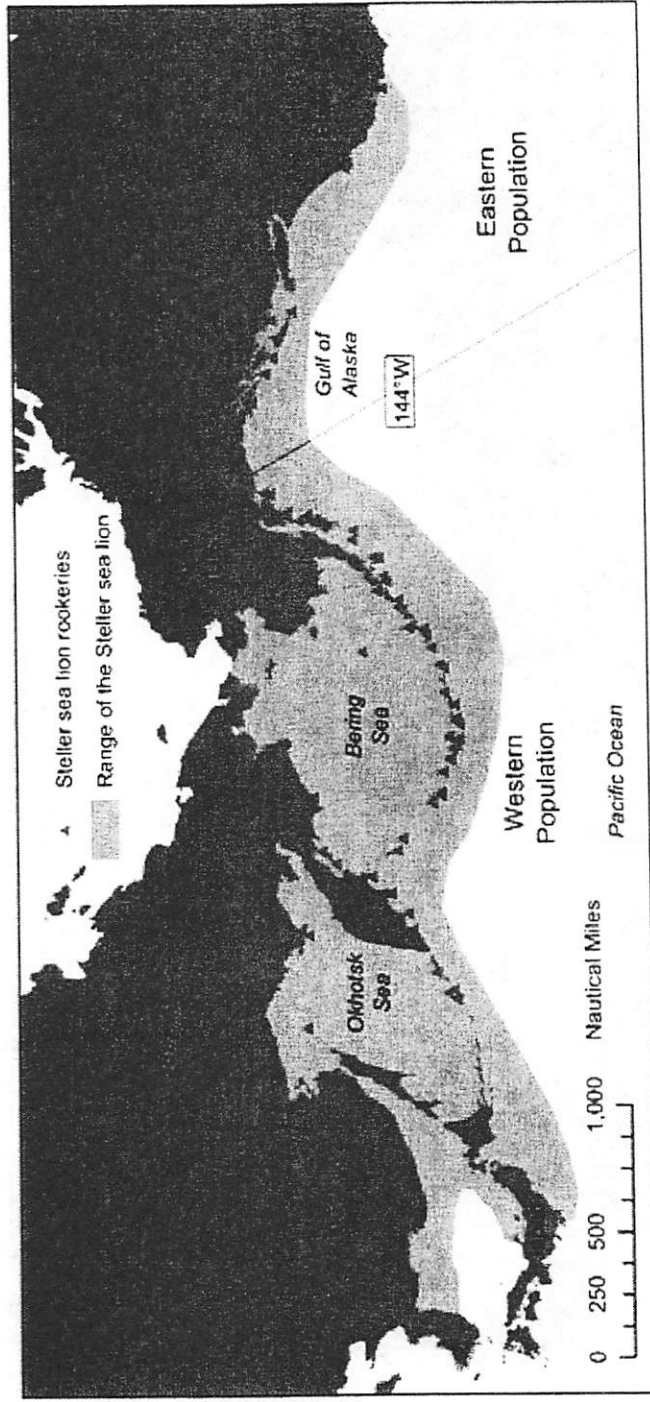 Steller sea lion rookeries
Range of the Steller sea lion
Okhotsk
Sea
Bering
Sea
Gulf of
Alaska
144°W
Western
Population
Eastern
Population
Pacific Ocean
0 250 500 1,000 Nautical Miles